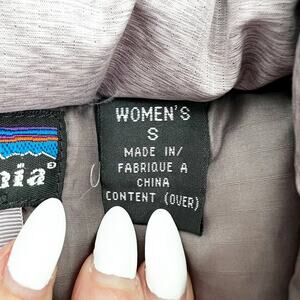 nia®
WOMEN'S
S
MADE IN/
FABRIQUE A
CHINA
CONTENT (OVER)